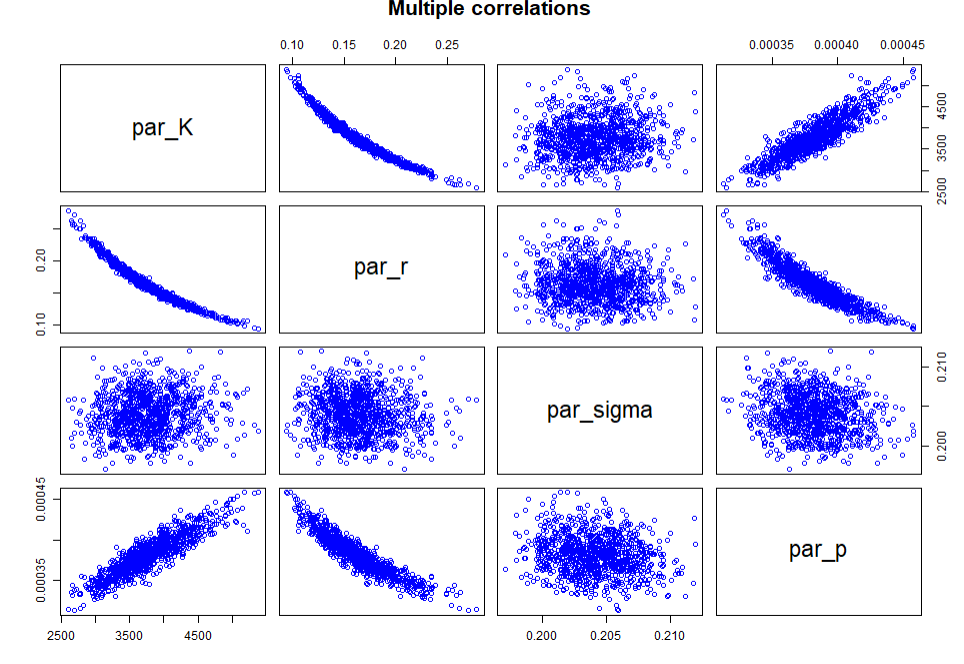 Multiple correlations
0.10 0.15 0.20 0.25
0.00035 0.00040 0.00045
par_K
2500 3500 4500
0.10 0.20
par_r
par_sigma
0.200 0.210
0.00035 0.00045
par_p
2500 3500 4500
0.200 0.205 0.210